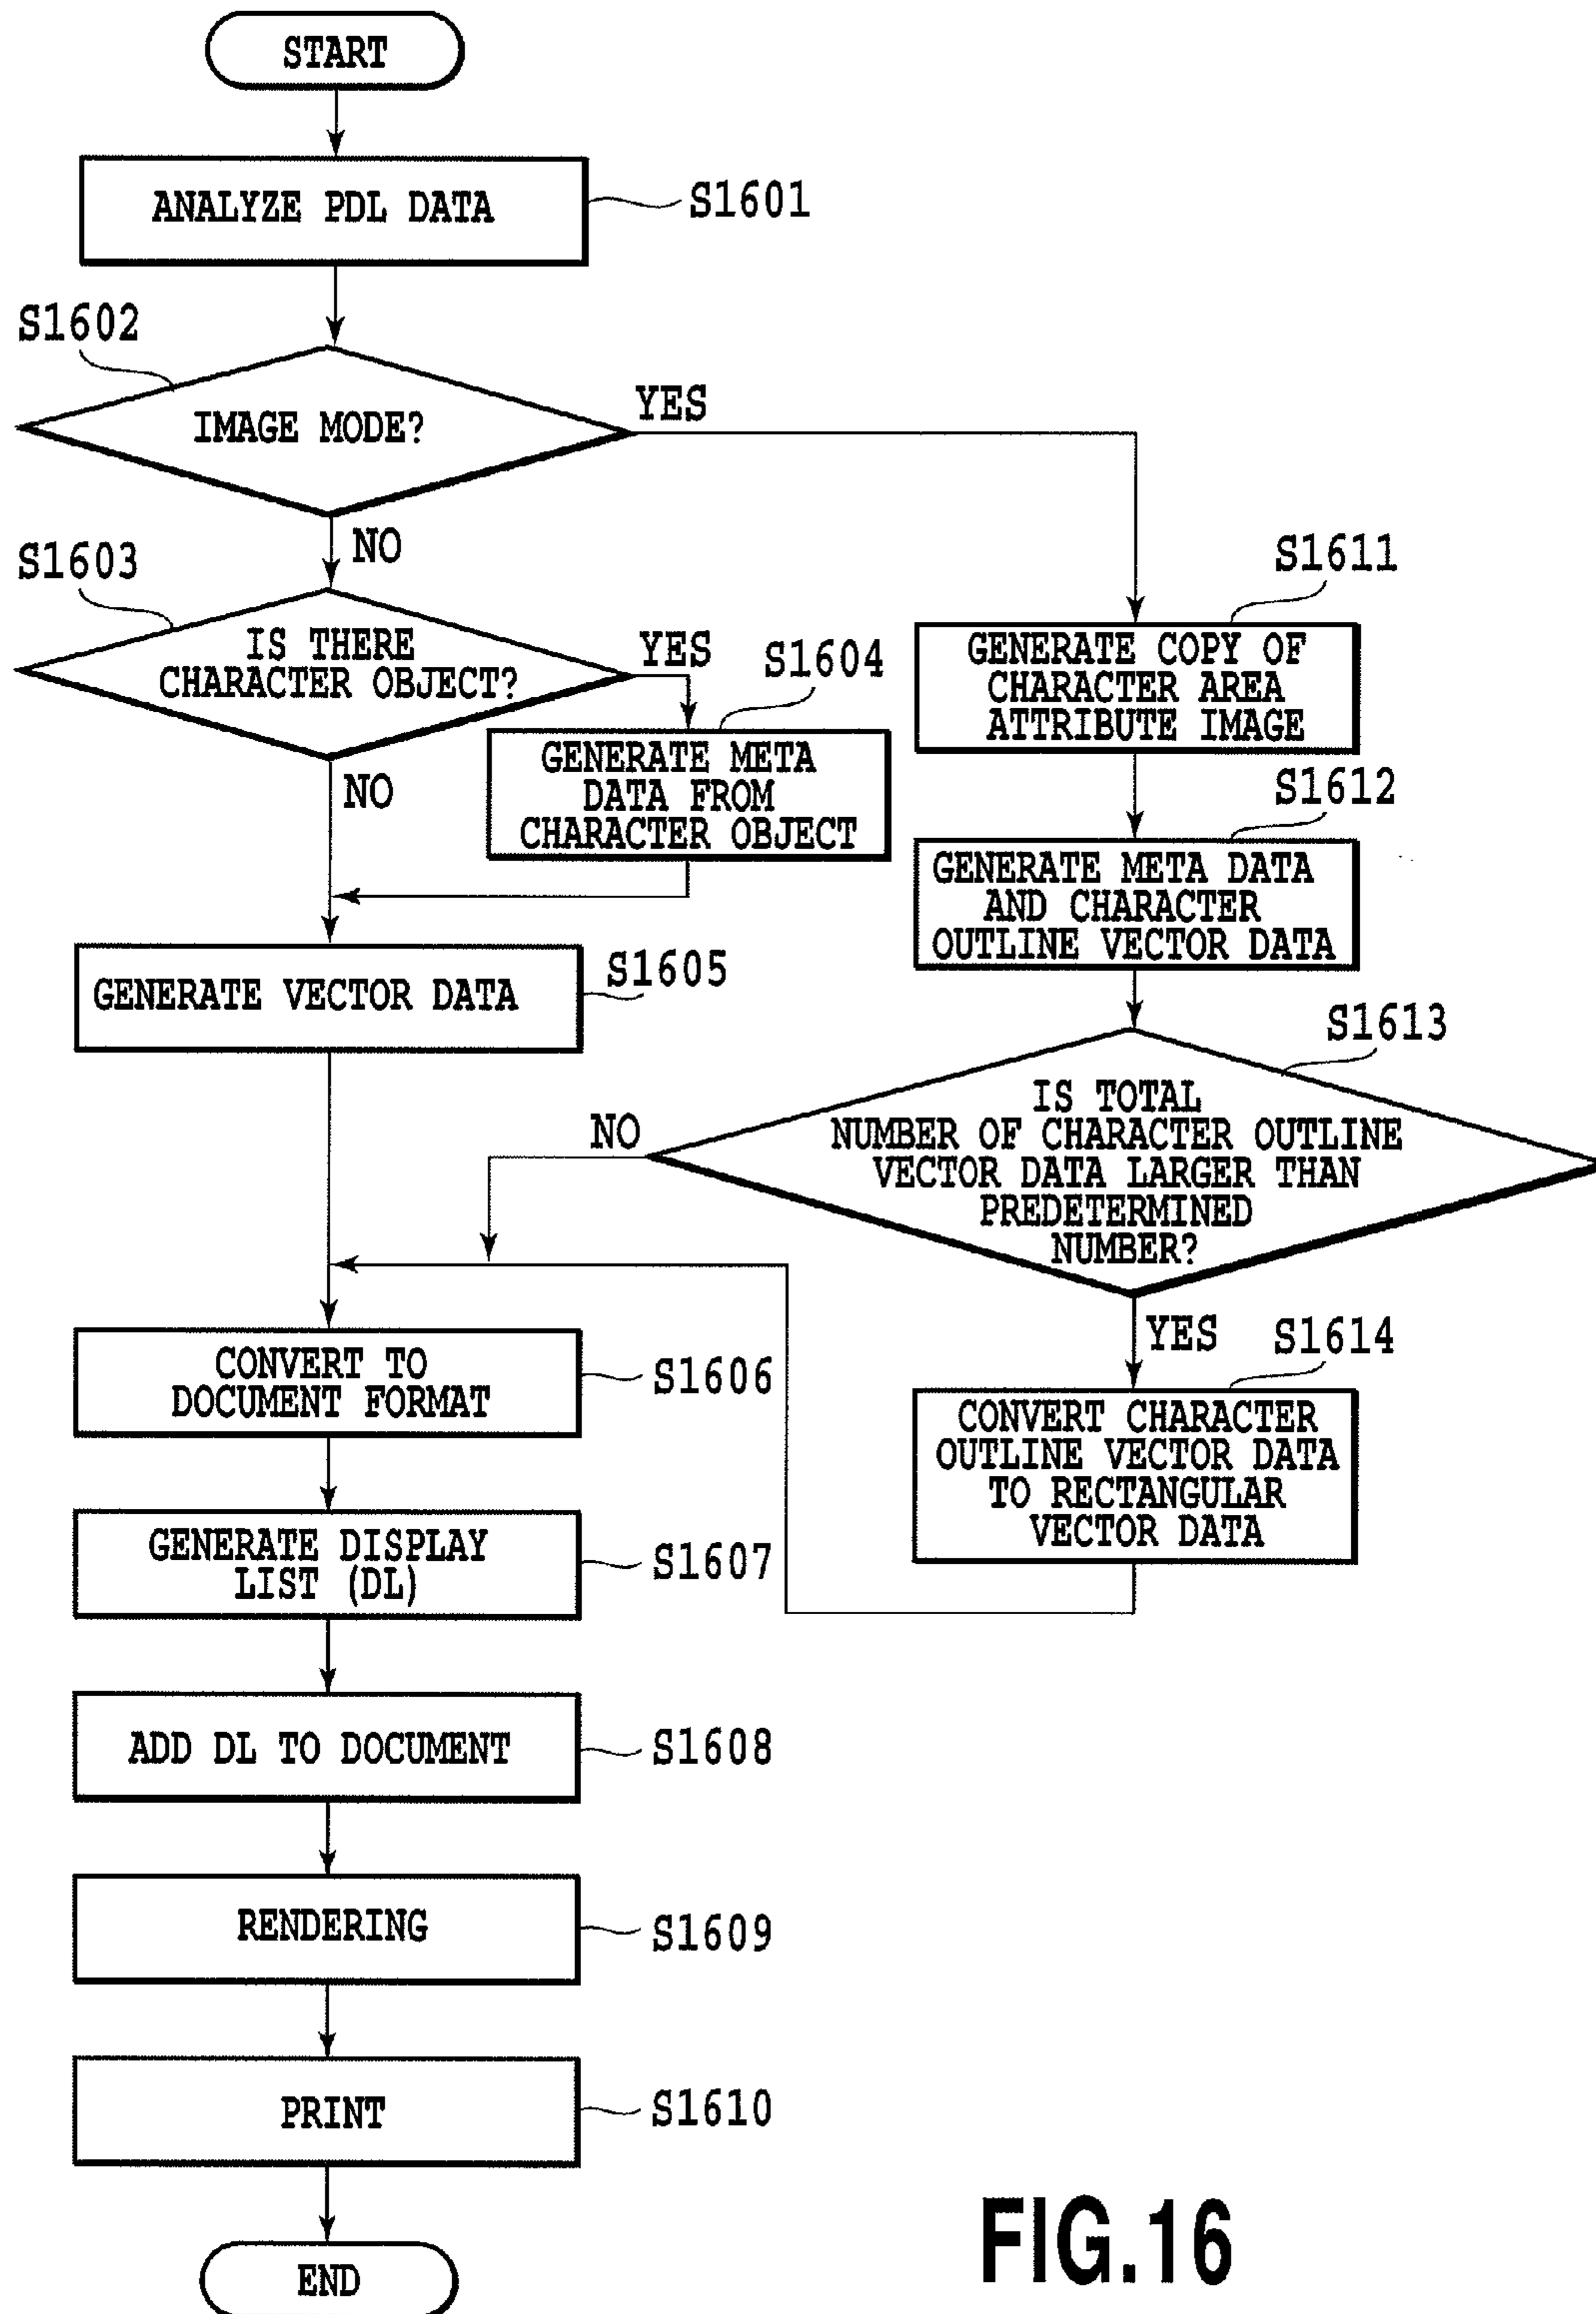 START
ANALYZE PDL DATA
S1601
S1602
IMAGE MODE?
YES
NO
S1603
IS THERE
CHARACTER OBJECT?
YES
S1604
GENERATE META
DATA FROM
CHARACTER OBJECT
NO
GENERATE VECTOR DATA
S1605
S1611
GENERATE COPY OF
CHARACTER AREA
ATTRIBUTE IMAGE
S1612
GENERATE META DATA
AND CHARACTER
OUTLINE VECTOR DATA
S1613
IS TOTAL
NUMBER OF CHARACTER OUTLINE
VECTOR DATA LARGER THAN
PREDETERMINED
NUMBER?
NO
YES
S1614
CONVERT CHARACTER
OUTLINE VECTOR DATA
TO RECTANGULAR
VECTOR DATA
CONVERT TO
DOCUMENT FORMAT
S1606
GENERATE DISPLAY
LIST (DL)
S1607
ADD DL TO DOCUMENT
S1608
RENDERING
S1609
PRINT
S1610
END
FIG.16